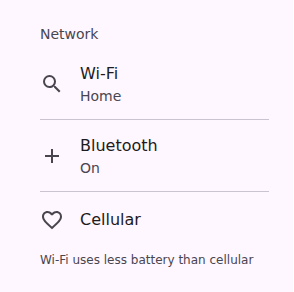 Network
Wi-Fi
Home
Bluetooth
On
Cellular
Wi-Fi uses less battery than cellular